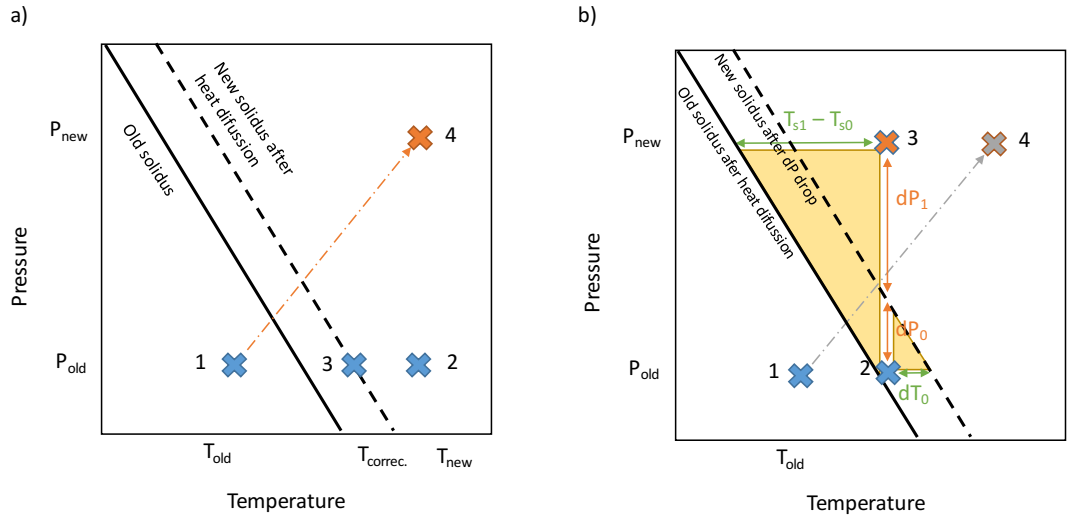 a)
P_new
P_old
Pressure
Old solidus
New solidus after
heat difussion
1
2
3
4
T_old
T_correc.
T_new
Temperature
b)
P_new
P_old
Pressure
Old solidus afer heat difussion
New solidus after dP drop
T_s1 – T_s0
dP_1
dP_0
dT_0
1
2
3
4
T_old
Temperature